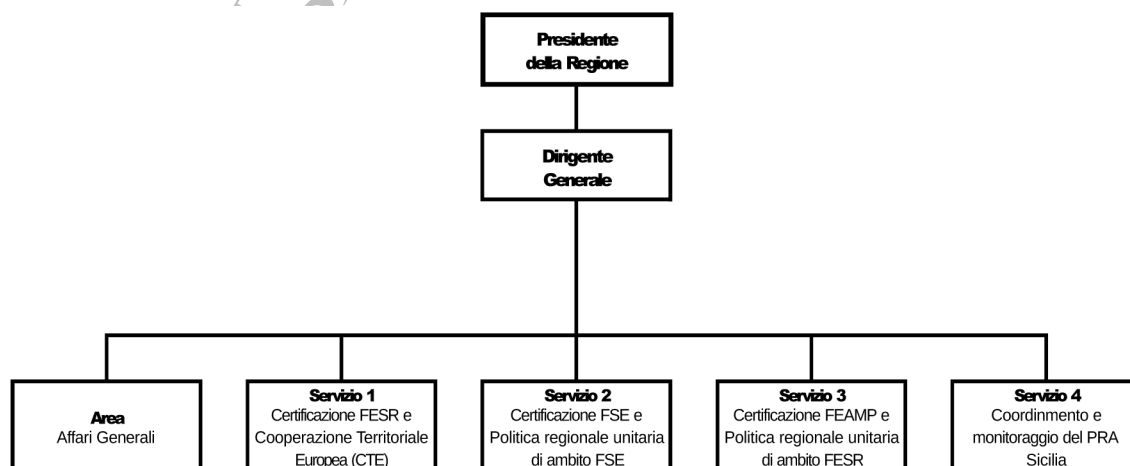 Presidente
della Regione
Dirigente
Generale
Area
Affari Generali
Servizio 1
Certificazione FESR e
Cooperazione Territoriale
Europea (CTE)
Servizio 2
Certificazione FSE e
Politica regionale unitaria
di ambito FSE
Servizio 3
Certificazione FEAMP e
Politica regionale unitaria
di ambito FESR
Servizio 4
Coordinmento e
monitoraggio del PRA
Sicilia